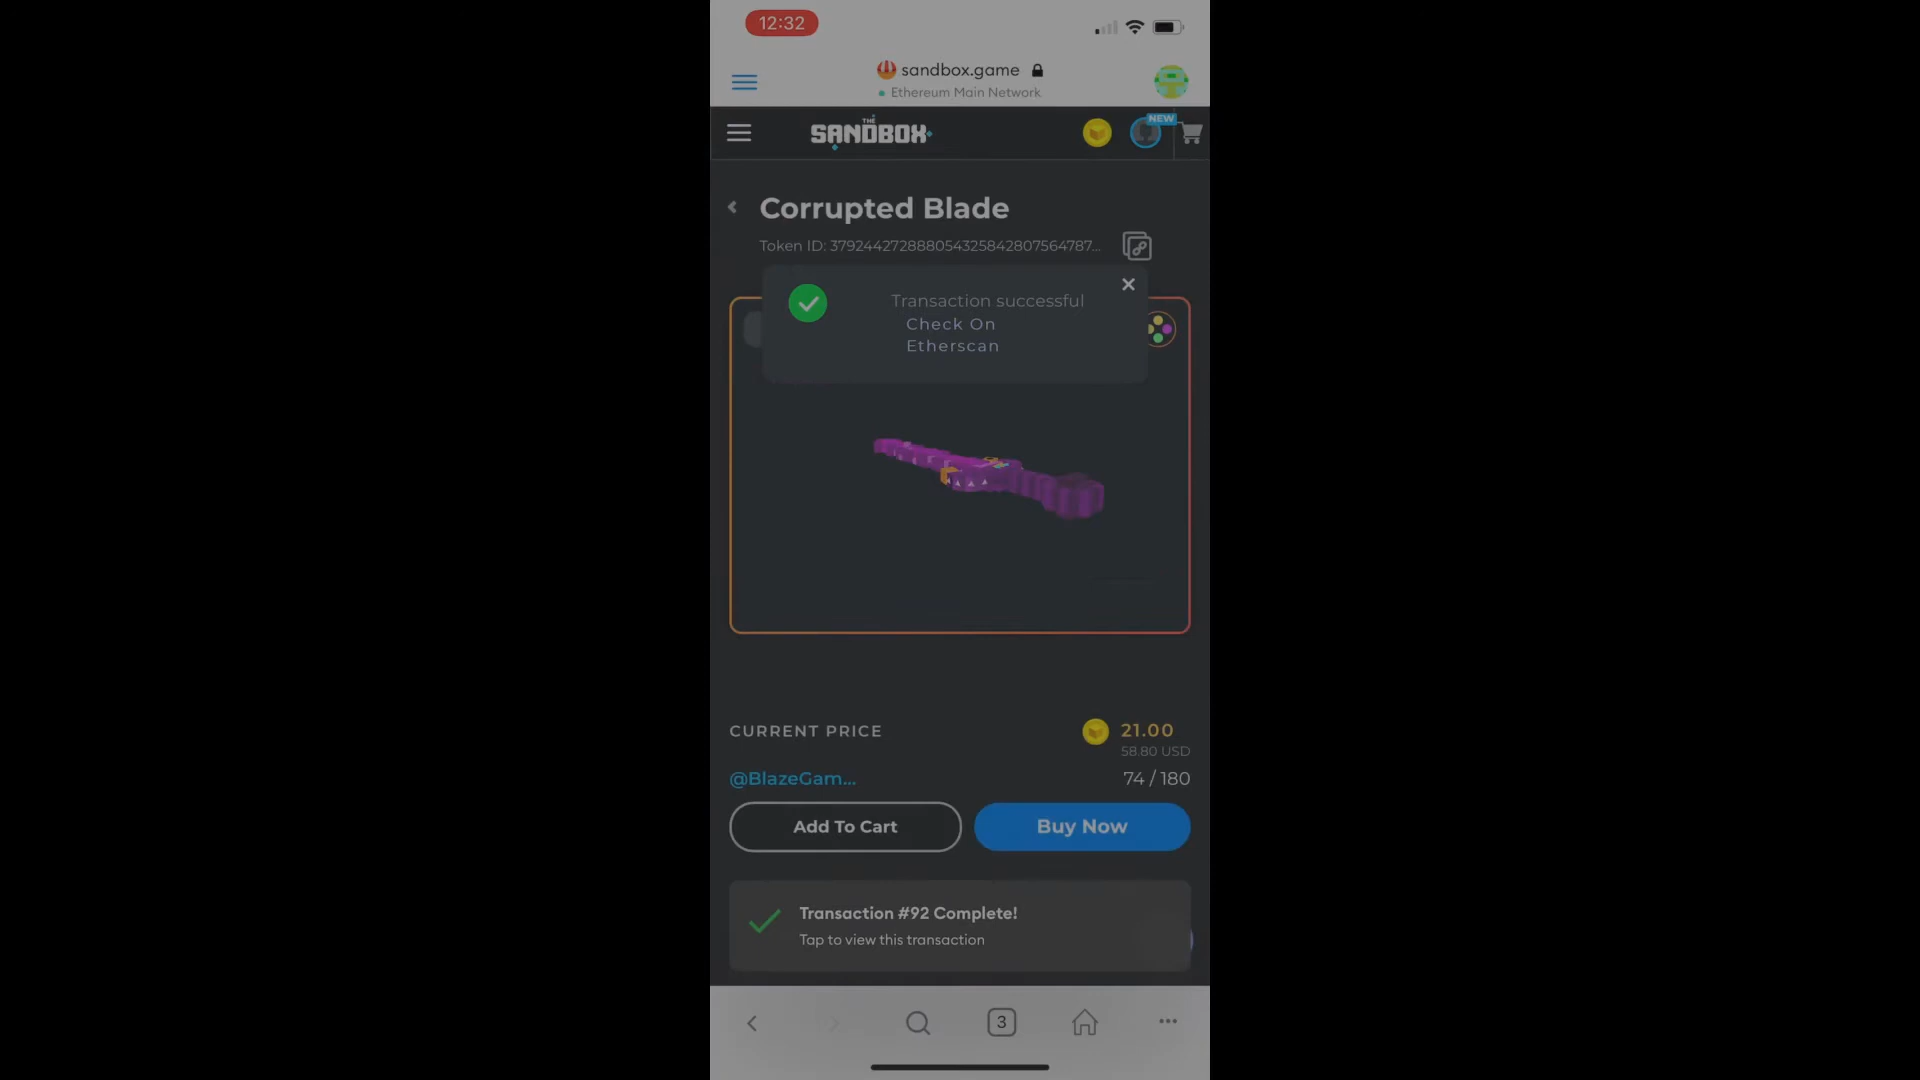 12:32
sandbox.game
Ethereum Main Network
THE
SANDBOX
NEW
Corrupted Blade
Token ID: 379244272888054325842807564787...
Transaction successful
Check On
Etherscan
CURRENT PRICE
21.00
58.80 USD
@BlazeGam...
74 / 180
Add To Cart
Buy Now
Transaction #92 Complete!
Tap to view this transaction
3